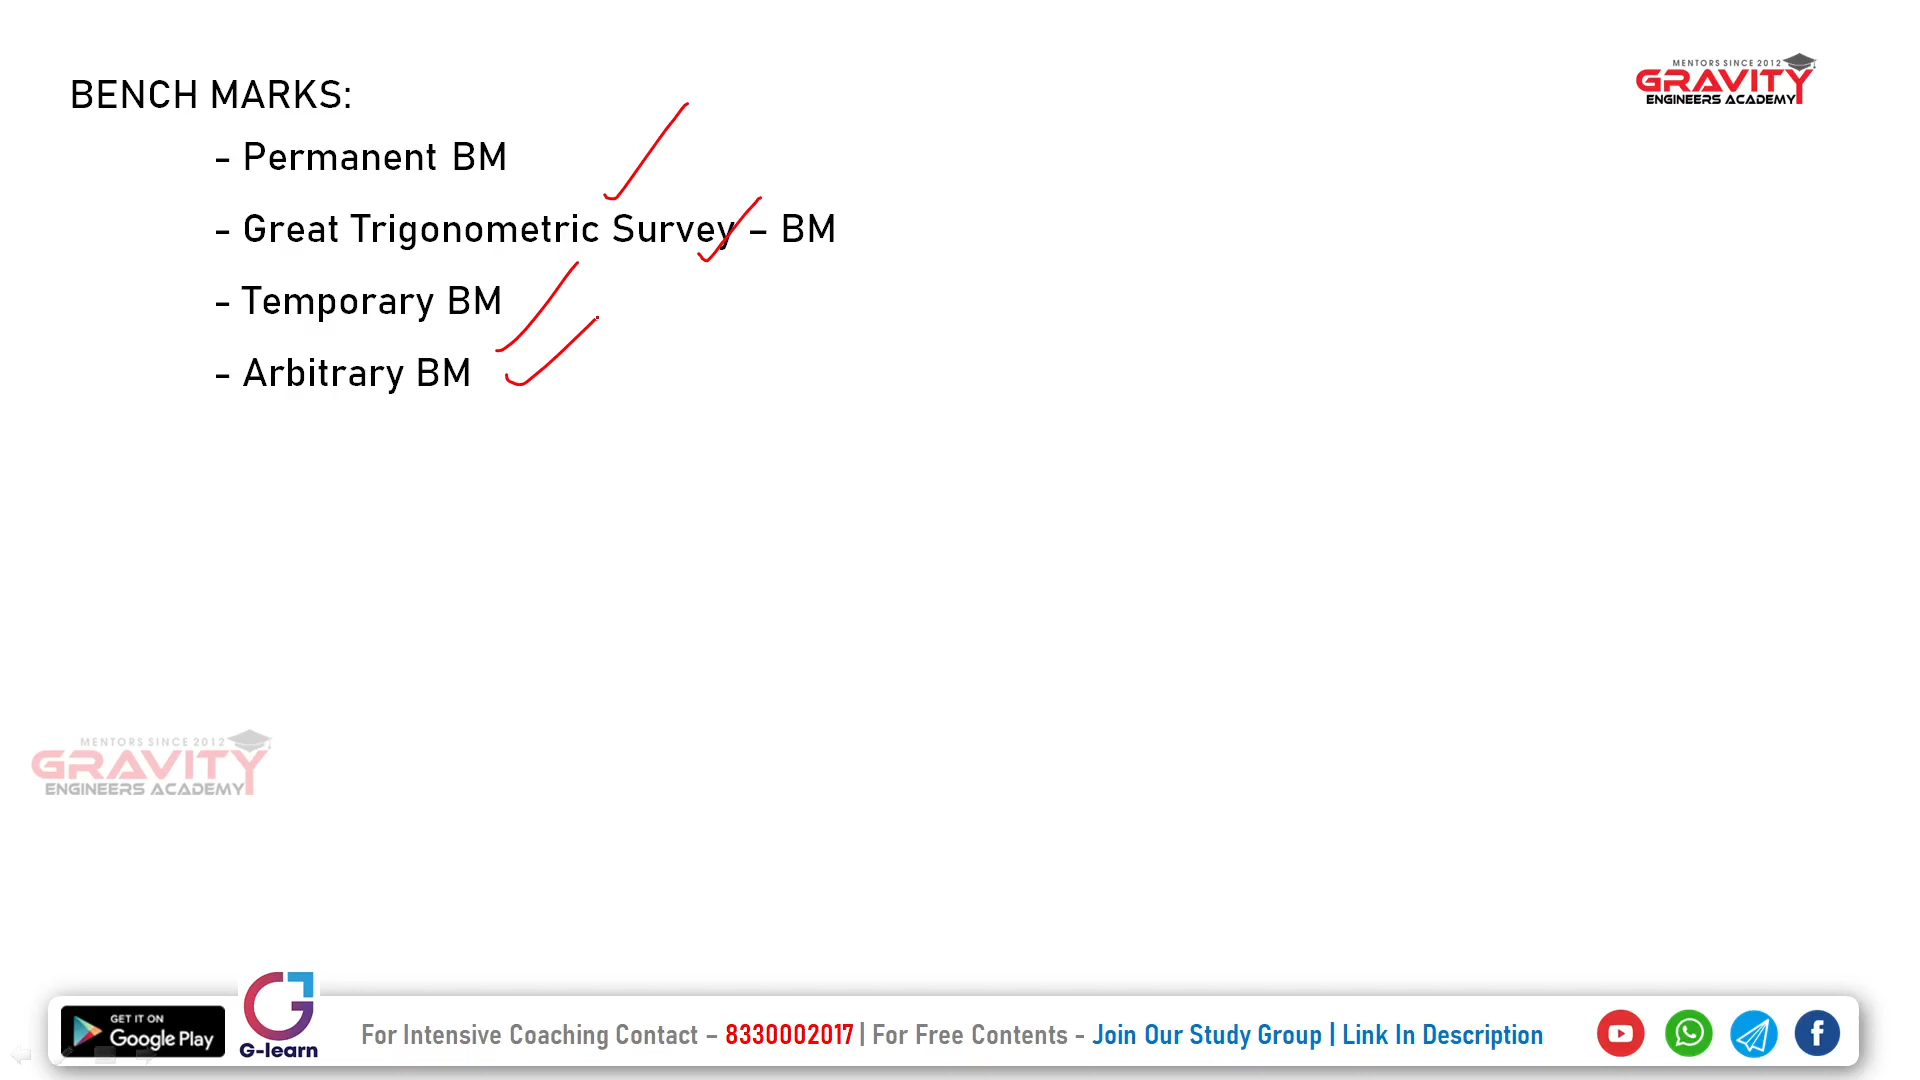 MENTORS SINCE 2012
GRAVITY
ENGINEERS ACADEMY
BENCH MARKS:
- Permanent BM
- Great Trigonometric Survey – BM
- Temporary BM
- Arbitrary BM
MENTORS SINCE 2012
GRAVITY
ENGINEERS ACADEMY
GET IT ON
Google Play
G-learn
For Intensive Coaching Contact – 8330002017 | For Free Contents - Join Our Study Group | Link In Description